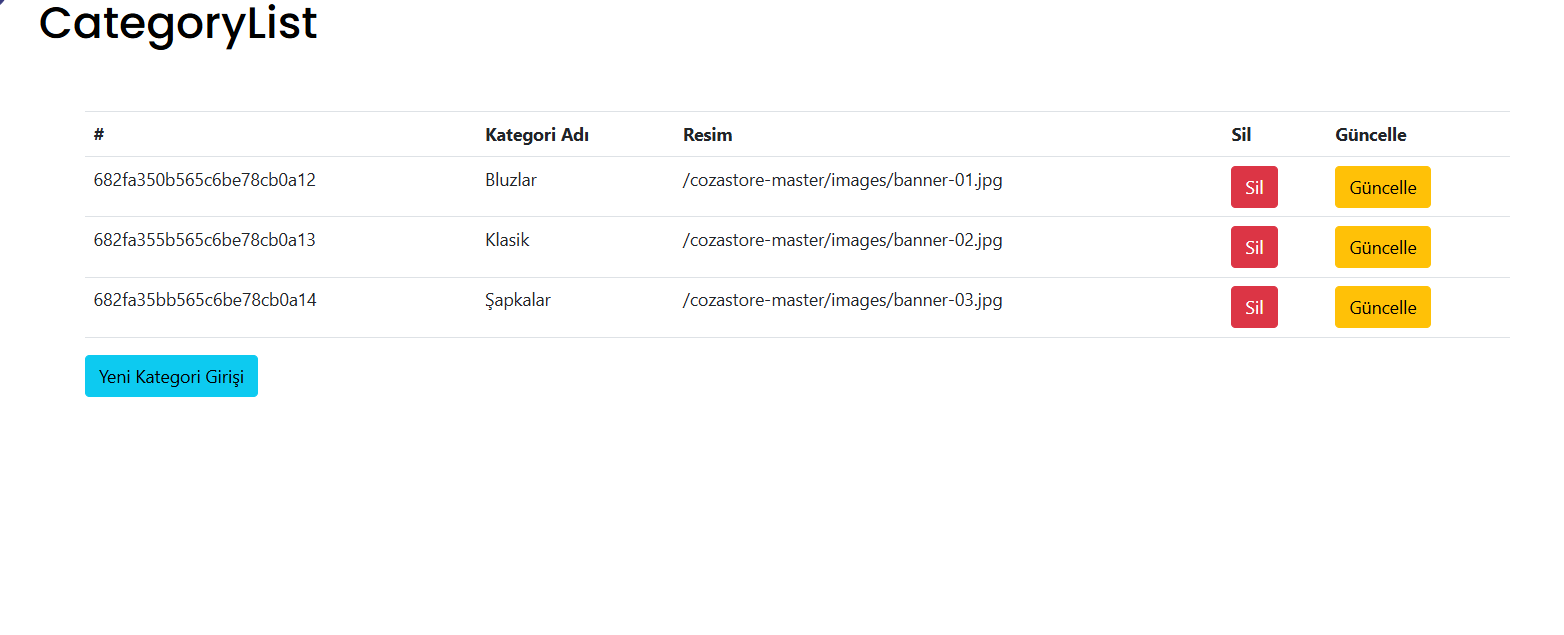 CategoryList
# Kategori Adı Resim Sil Güncelle
682fa350b565c6be78cb0a12 Bluzlar /cozastore-master/images/banner-01.jpg Sil Güncelle
682fa355b565c6be78cb0a13 Klasik /cozastore-master/images/banner-02.jpg Sil Güncelle
682fa35bb565c6be78cb0a14 Şapkalar /cozastore-master/images/banner-03.jpg Sil Güncelle
Yeni Kategori Girişi